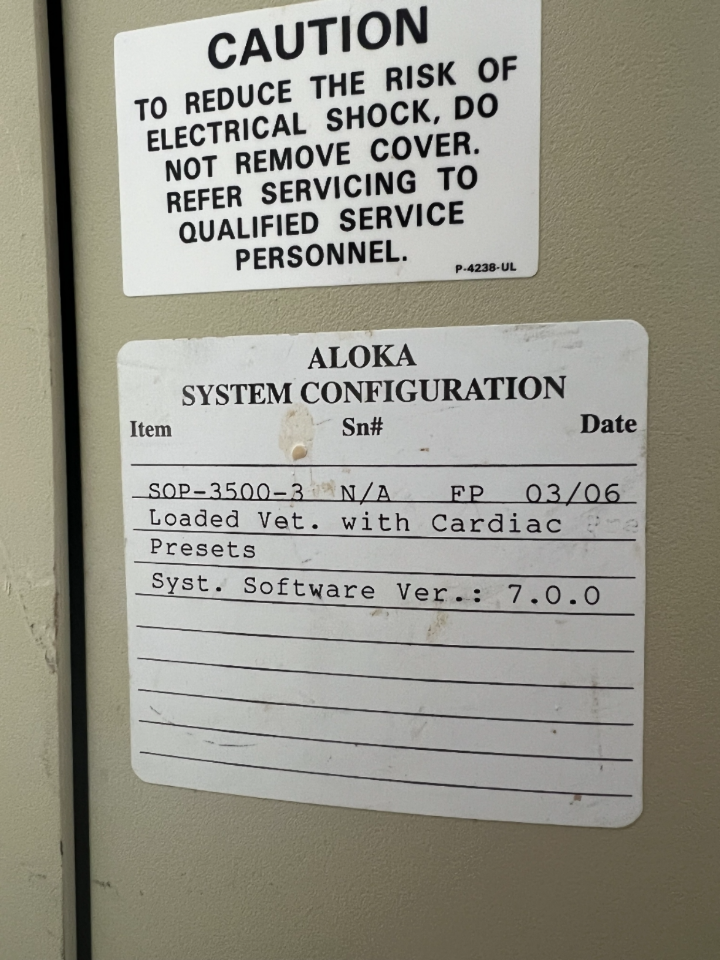 CAUTION
TO REDUCE THE RISK OF
ELECTRICAL SHOCK, DO
NOT REMOVE COVER.
REFER SERVICING TO
QUALIFIED SERVICE
PERSONNEL.
P-4238-UL
ALOKA
SYSTEM CONFIGURATION
Item Sn# Date
SOP-3500-3 N/A FP 03/06
Loaded Vet. with Cardiac
Presets
Syst. Software Ver.: 7.0.0